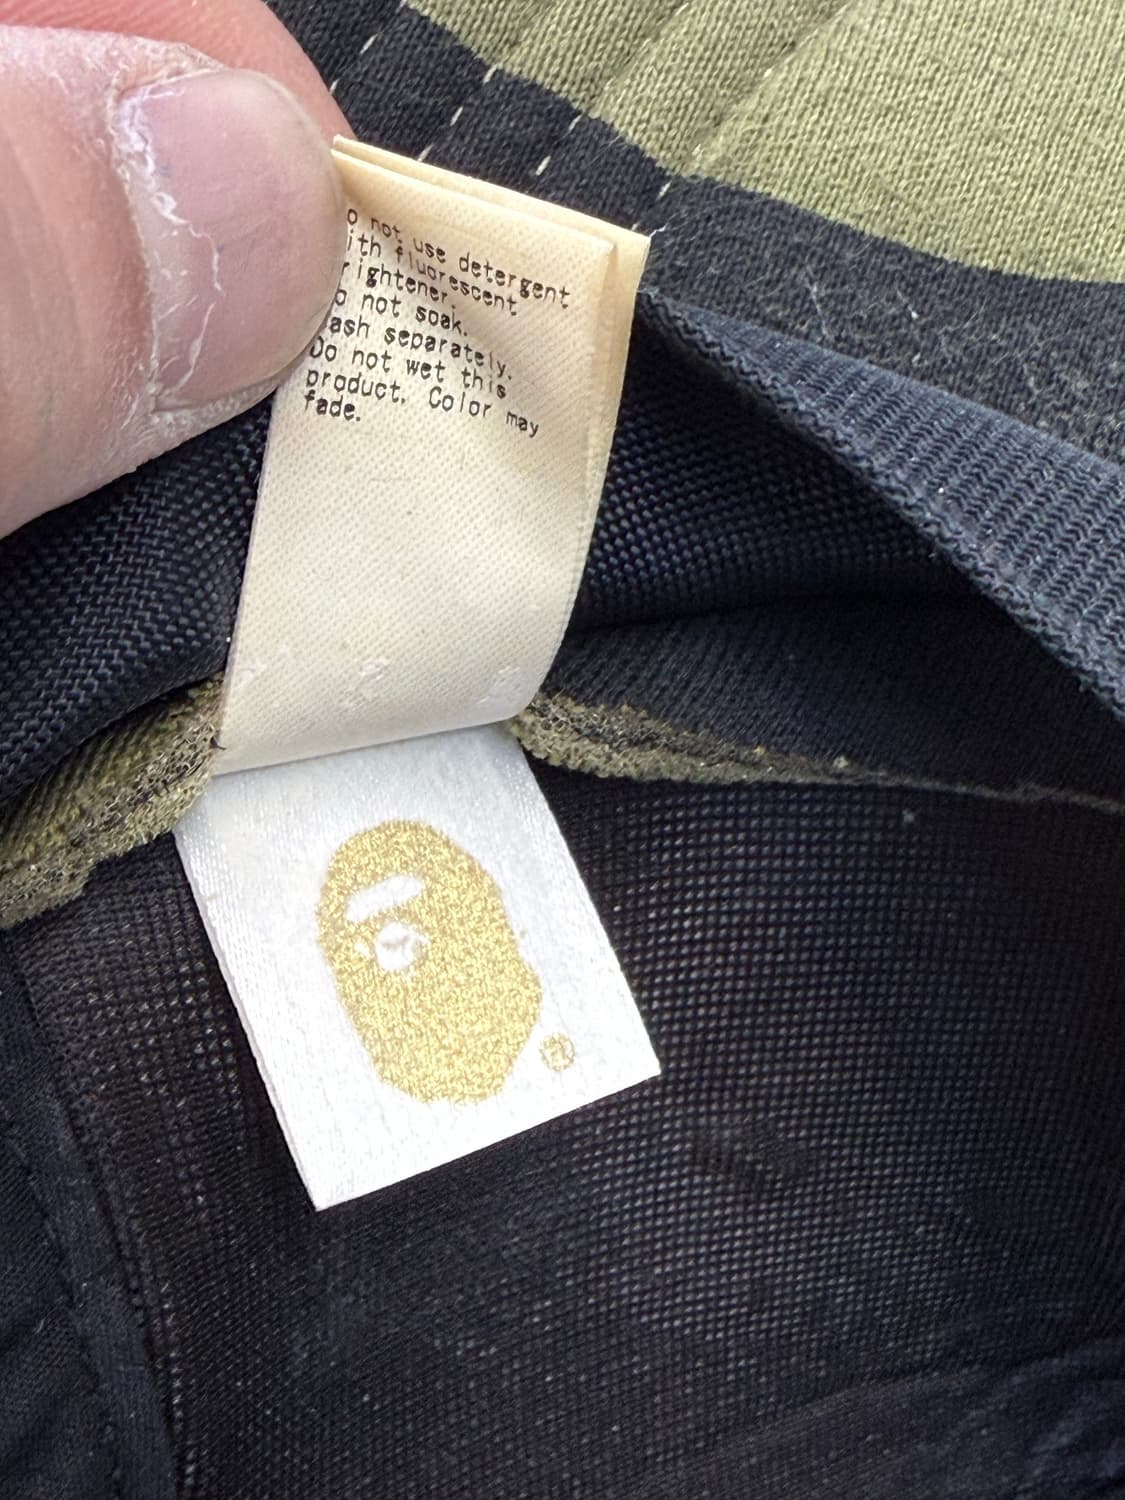 o not use detergent
ith fluorescent
rightener.
o not soak.
ash separately.
Do not wet this
product. Color may
fade.
®